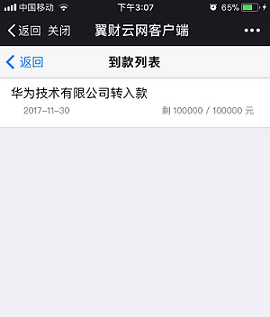 中国移动 下午3:07 65%
返回 关闭 翼财云网客户端
返回 到款列表
华为技术有限公司转入款
2017-11-30 剩 100000 / 100000 元